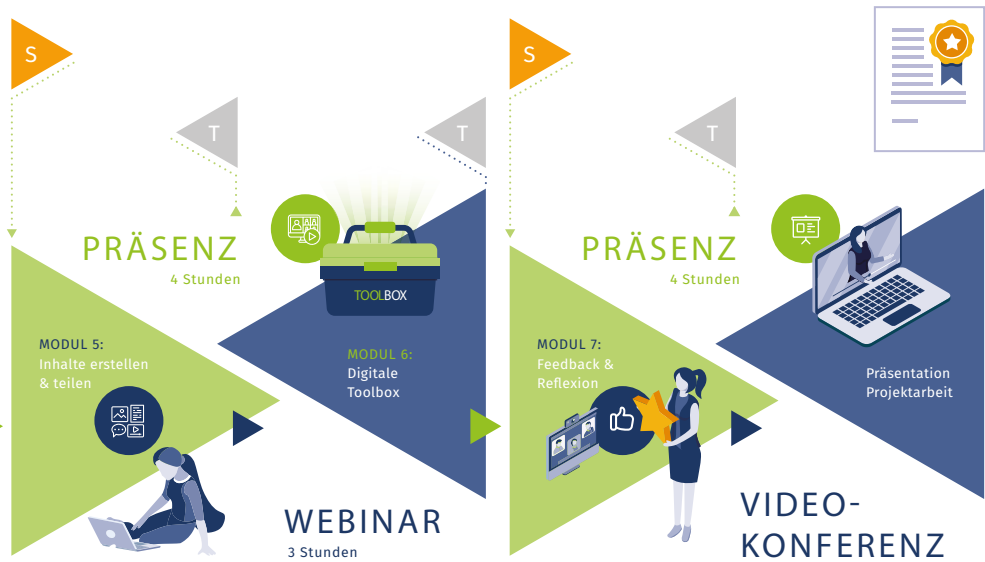 S
T
PRÄSENZ
4 Stunden
MODUL 5:
Inhalte erstellen
& teilen
T
TOOLBOX
MODUL 6:
Digitale
Toolbox
WEBINAR
3 Stunden
S
T
PRÄSENZ
4 Stunden
MODUL 7:
Feedback &
Reflexion
Präsentation
Projektarbeit
VIDEO-
KONFERENZ